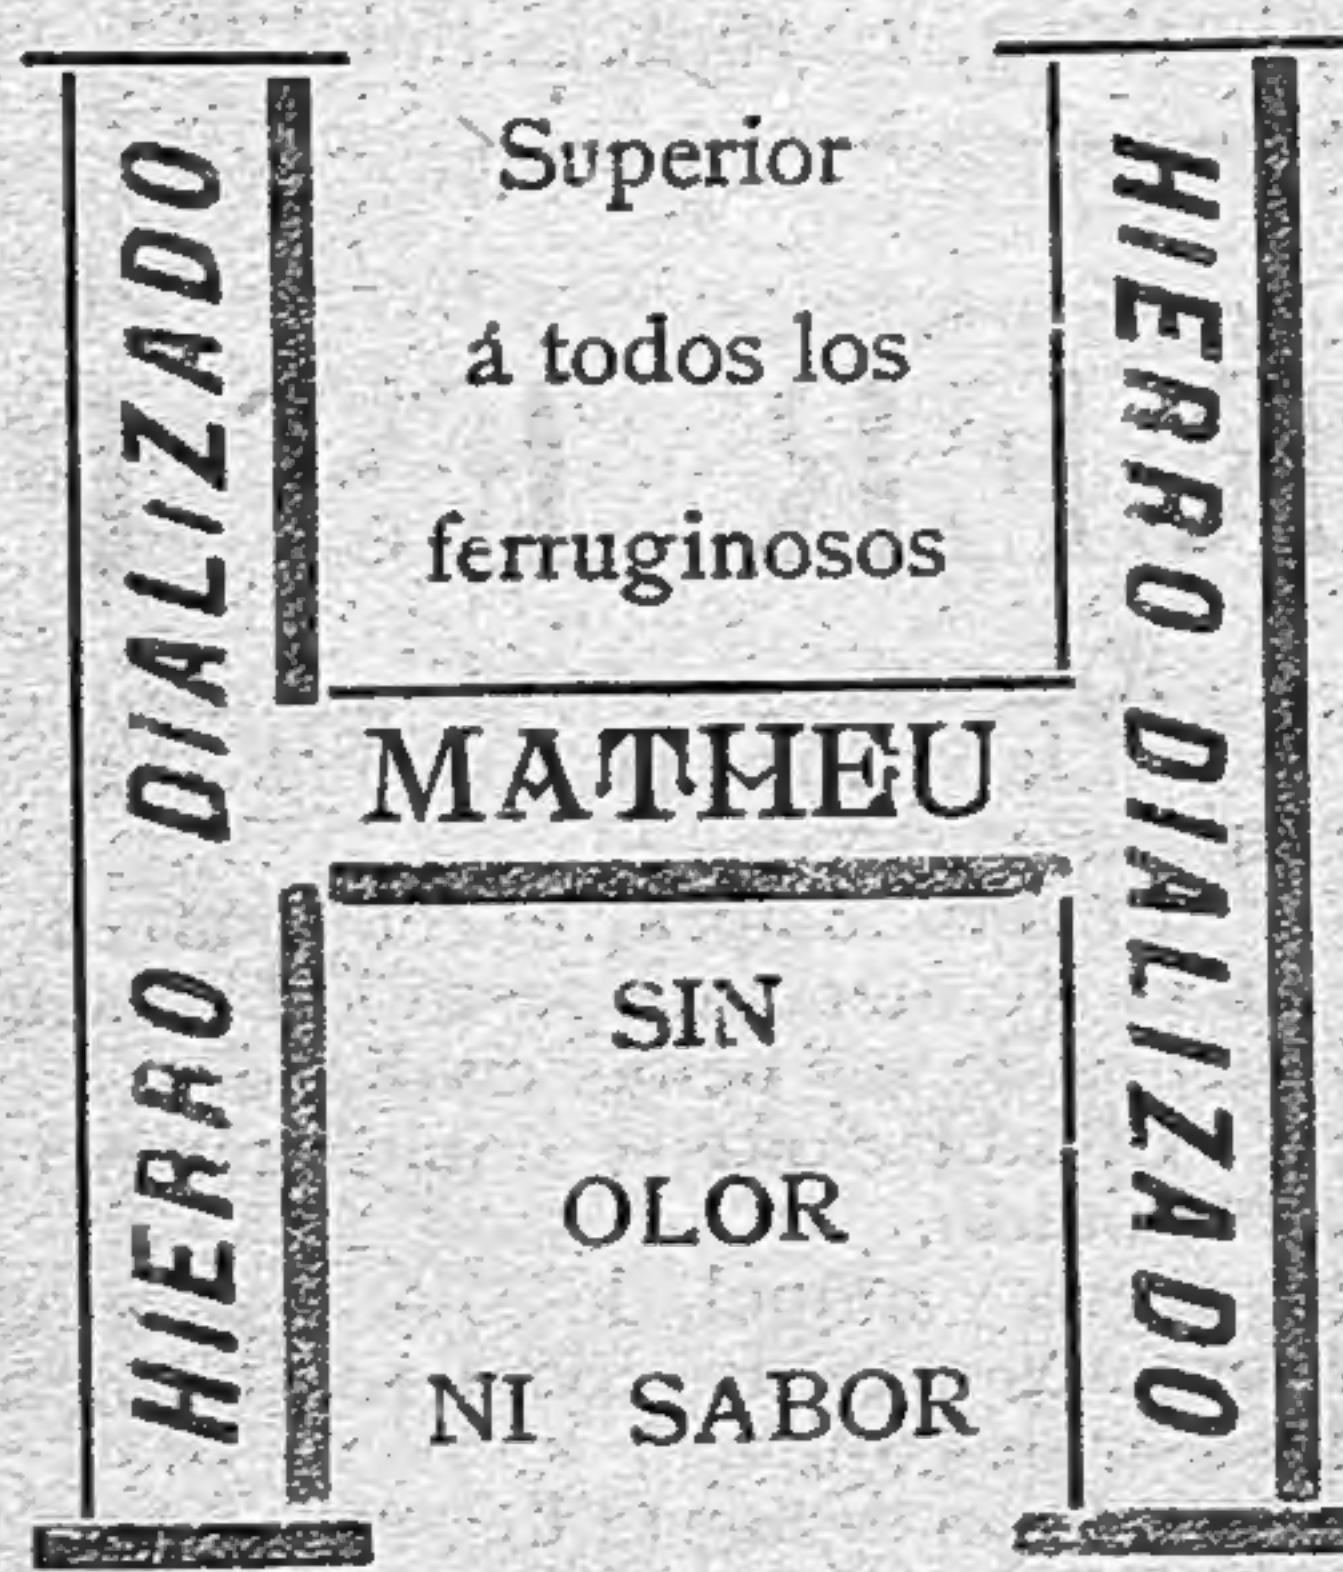 HIERRO DIALIZADO
Superior
á todos los
ferruginosos
MATHEU
SIN
OLOR
NI SABOR
HIERRO DIALIZADO